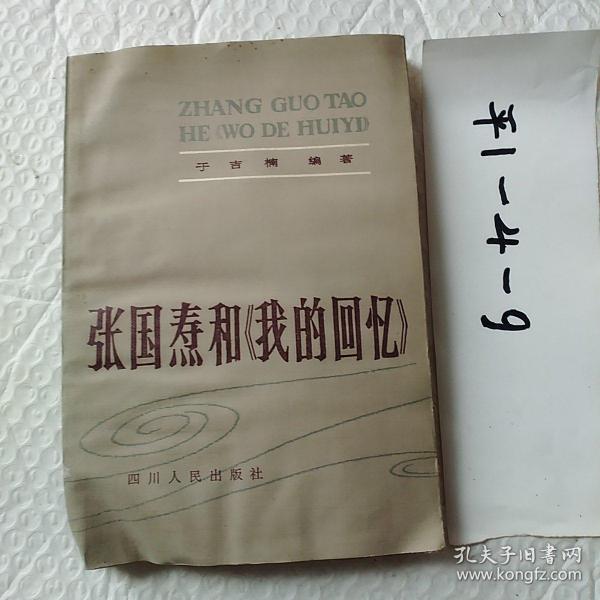 ZHANG GUO TAO
HE《WO DE HUIYI》
于吉楠 编著
张国焘和《我的回忆》
四川人民出版社
平1-4-9
孔夫子旧书网
www.kongfz.com